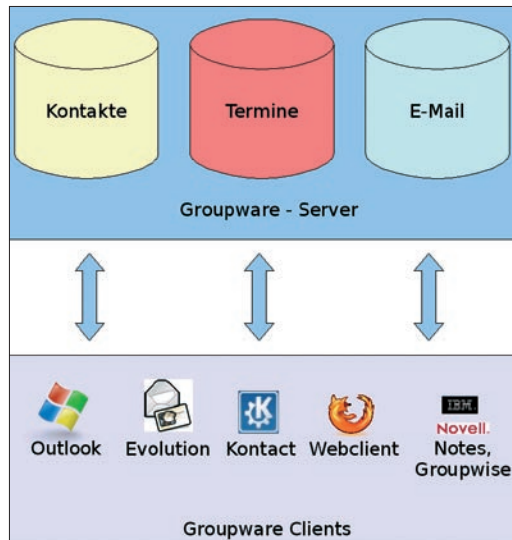 Kontakte
Termine
E-Mail
Groupware - Server
IBM
Novell.
Outlook
Evolution
Kontact
Webclient
Notes,
Groupwise
Groupware Clients